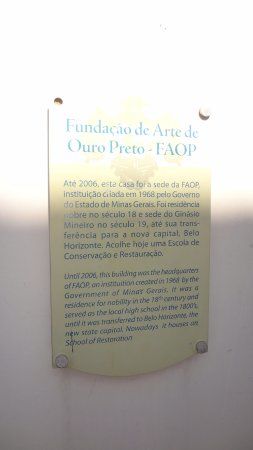 Fundação de Arte de
Ouro Preto - FAOP
Até 2006, esta casa foi a sede da FAOP,
instituição criada em 1968 pelo Governo
do Estado de Minas Gerais. Foi residência
nobre no século 18 e sede do Ginásio
Mineiro no século 19, até sua trans-
ferência para a nova capital, Belo
Horizonte. Acolhe hoje uma Escola de
Conservação e Restauração.
Until 2006, this building was the headquarters
of FAOP, an institution created in 1968 by the
Government of Minas Gerais. It was a
residence for nobility in the 18th century and
served as the local high school in the 1800's,
until it was transferred to Belo Horizonte, the
new state capital. Nowadays it houses an
School of Restoration